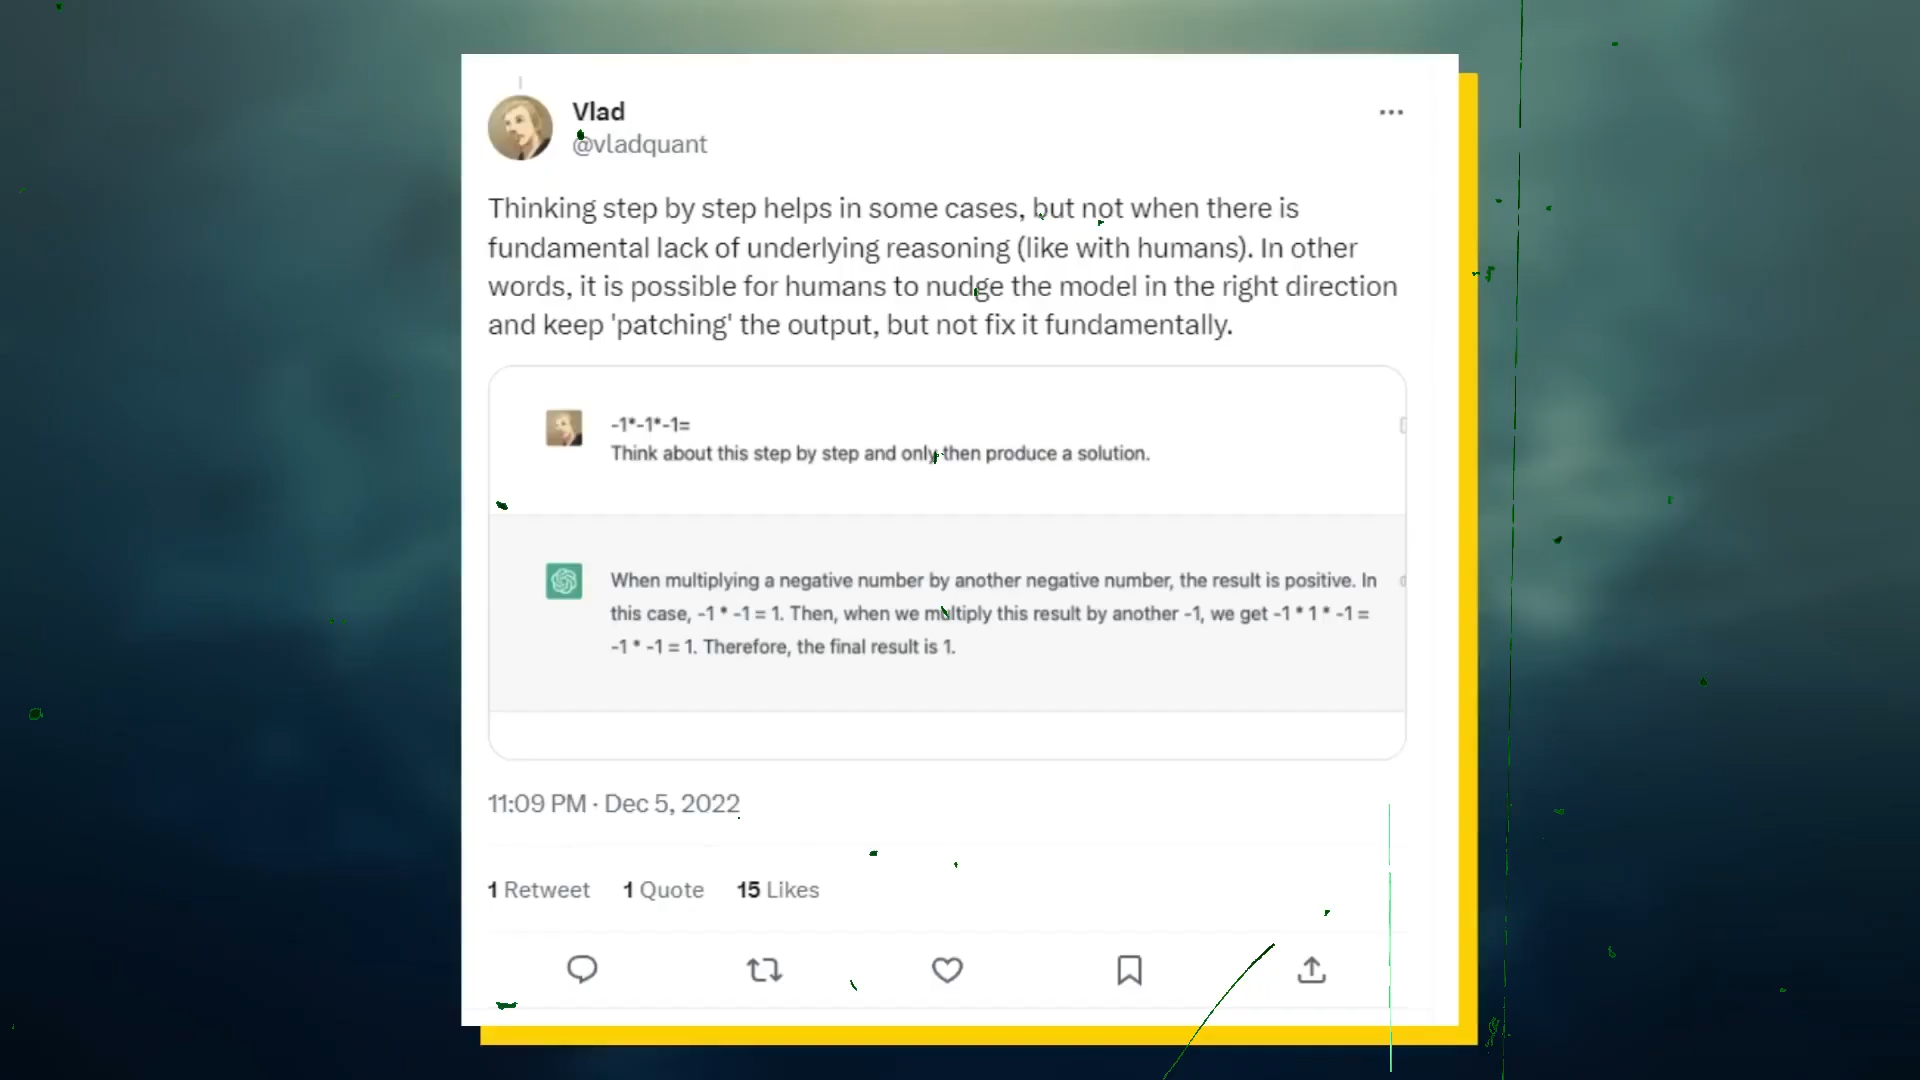 Vlad
@vladquant
Thinking step by step helps in some cases, but not when there is
fundamental lack of underlying reasoning (like with humans). In other
words, it is possible for humans to nudge the model in the right direction
and keep 'patching' the output, but not fix it fundamentally.
-1*-1*-1=
Think about this step by step and only then produce a solution.
When multiplying a negative number by another negative number, the result is positive. In
this case, -1 * -1 = 1. Then, when we multiply this result by another -1, we get -1 * 1 * -1 =
-1 * -1 = 1. Therefore, the final result is 1.
11:09 PM · Dec 5, 2022
1 Retweet 1 Quote 15 Likes